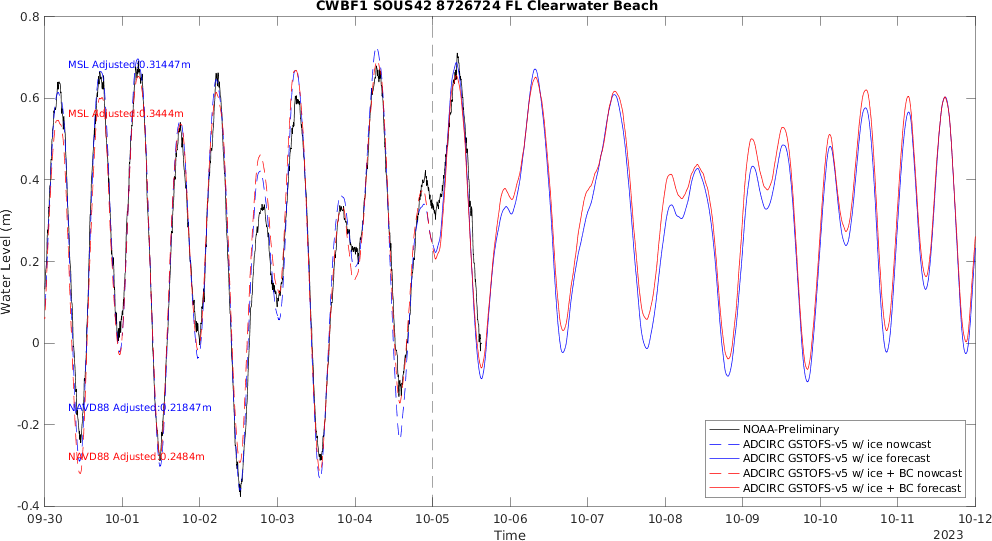 CWBF1 SOUS42 8726724 FL Clearwater Beach
0.8
0.6
0.4
0.2
0
-0.2
-0.4
Water Level (m)
MSL Adjusted:0.31447m
MSL Adjusted:0.3444m
NAVD88 Adjusted:0.21847m
NAVD88 Adjusted:0.2484m
NOAA-Preliminary
ADCIRC GSTOFS-v5 w/ ice nowcast
ADCIRC GSTOFS-v5 w/ ice forecast
ADCIRC GSTOFS-v5 w/ ice + BC nowcast
ADCIRC GSTOFS-v5 w/ ice + BC forecast
09-30 10-01 10-02 10-03 10-04 10-05 10-06 10-07 10-08 10-09 10-10 10-11 10-12
Time
2023